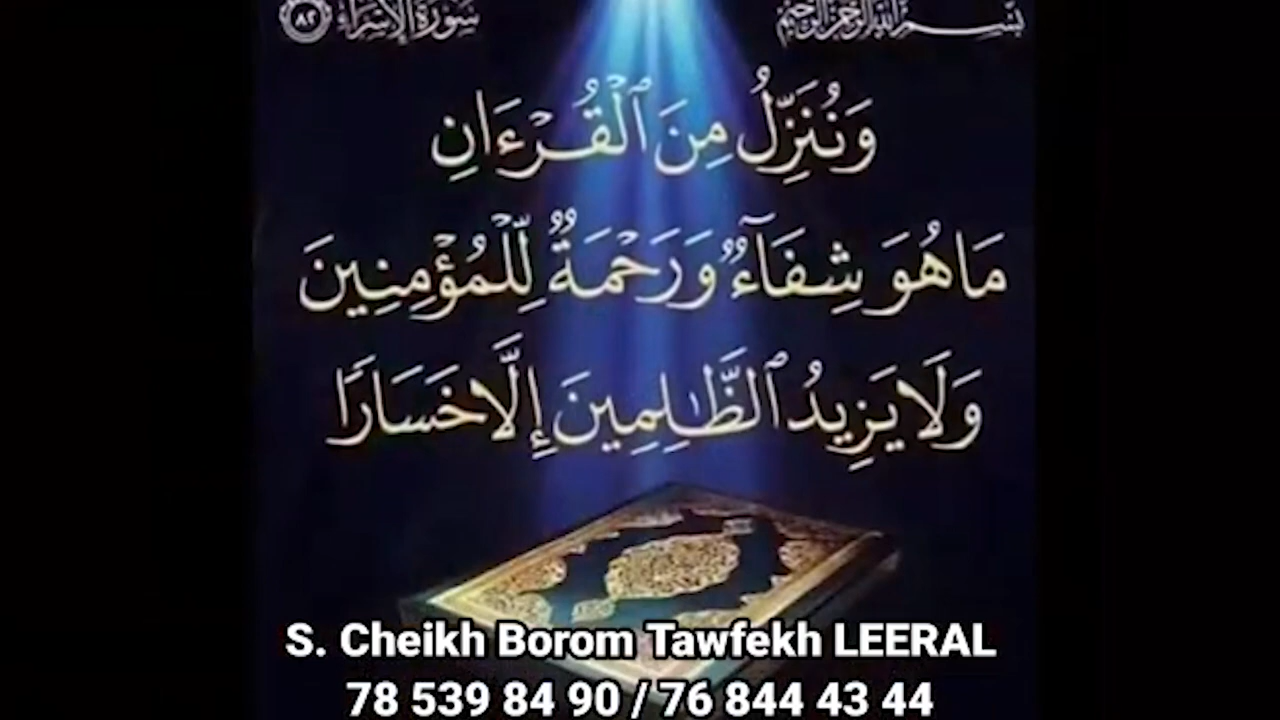 بسم الله الرحمن الرحيم
سورة الإسراء ٨٢
وَنُنَزِّلُ مِنَ ٱلْقُرْءَانِ
مَا هُوَ شِفَآءٌ وَرَحْمَةٌ لِّلْمُؤْمِنِينَ
وَلَا يَزِيدُ ٱلظَّٰلِمِينَ إِلَّا خَسَارًا
S. Cheikh Borom Tawfekh LEERAL
78 539 84 90 / 76 844 43 44